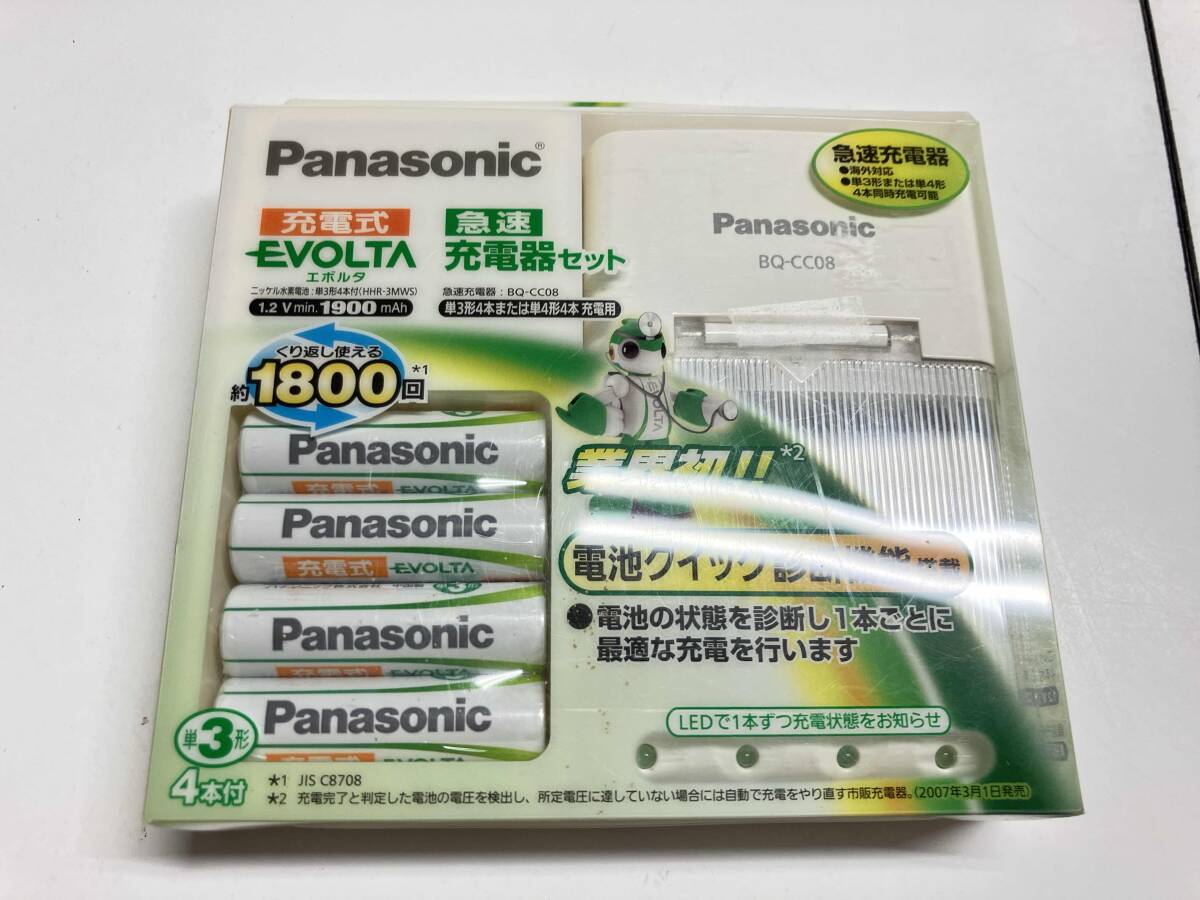 Panasonic®
充電式
EVOLTA
エボルタ
ニッケル水素電池：単3形4本付(HHR-3MWS)
1.2 V min. 1900 mAh
急速
充電器セット
急速充電器：BQ-CC08
単3形4本または単4形4本 充電用
急速充電器
●海外対応
●単3形または単4形
4本同時充電可能
Panasonic
BQ-CC08
くり返し使える
約1800回*1
EVOLTA
業界初!!*2
電池クイック診断機能搭載
●電池の状態を診断し1本ごとに
最適な充電を行います
LEDで1本ずつ充電状態をお知らせ
Panasonic
充電式 EVOLTA
Panasonic
充電式 EVOLTA
単3形
Panasonic
充電式 EVOLTA
Panasonic
充電式 EVOLTA
単3形
4本付
*1 JIS C8708
*2 充電完了と判定した電池の電圧を検出し、所定電圧に達していない場合には自動で充電をやり直す市販充電器。(2007年3月1日発売)